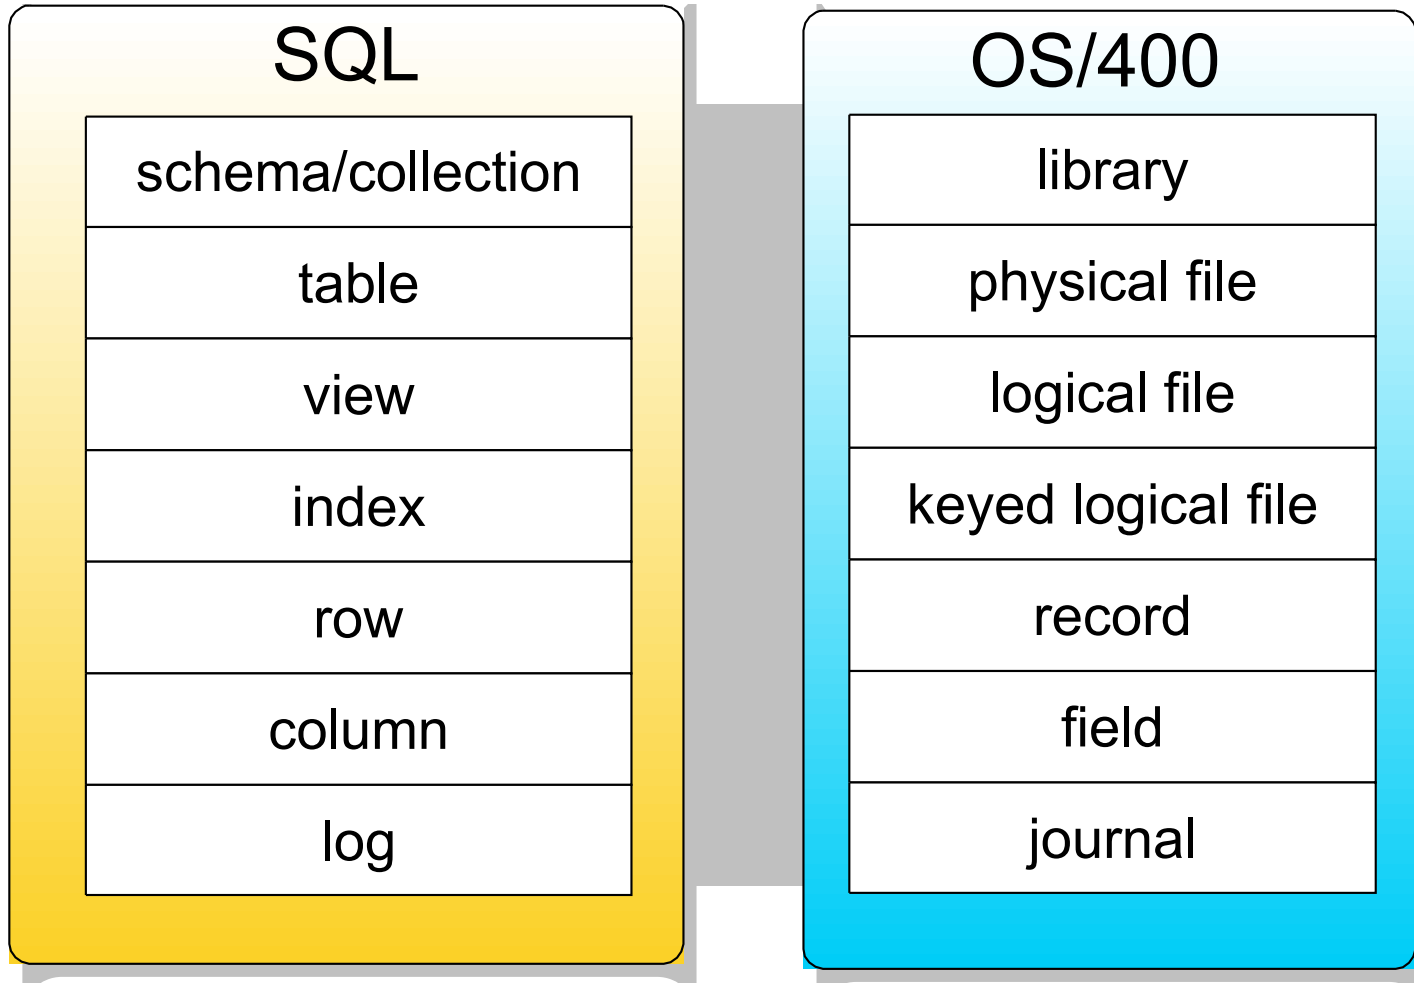 SQL
schema/collection
table
view
index
row
column
log
OS/400
library
physical file
logical file
keyed logical file
record
field
journal